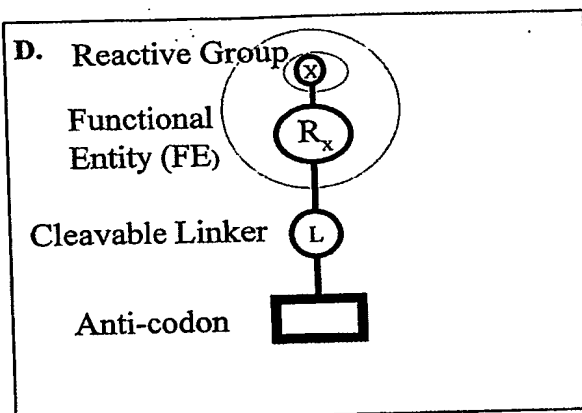 D. Reactive Group
X
Functional
Entity (FE)
Rx
Cleavable Linker
L
Anti-codon